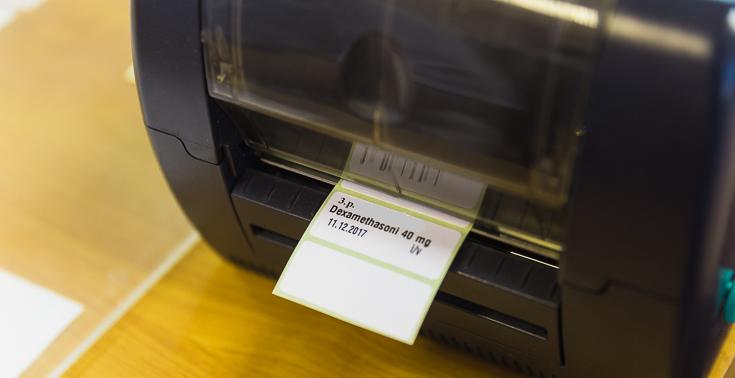 3.p.
Dexamethasoni 40 mg
11.12.2017